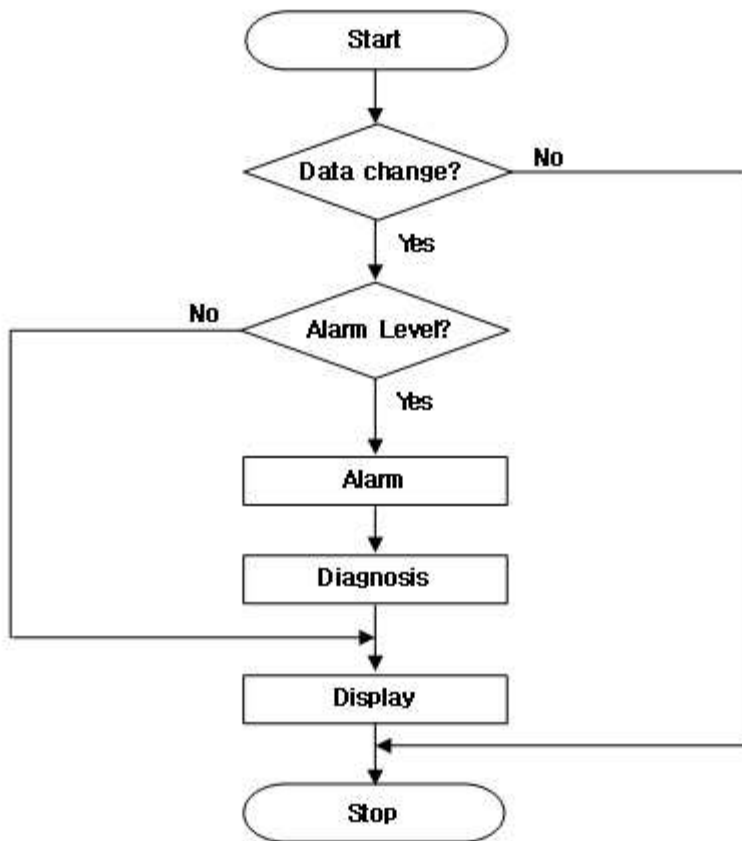 Start
Data change?
No
Yes
No
Alarm Level?
Yes
Alarm
Diagnosis
Display
Stop